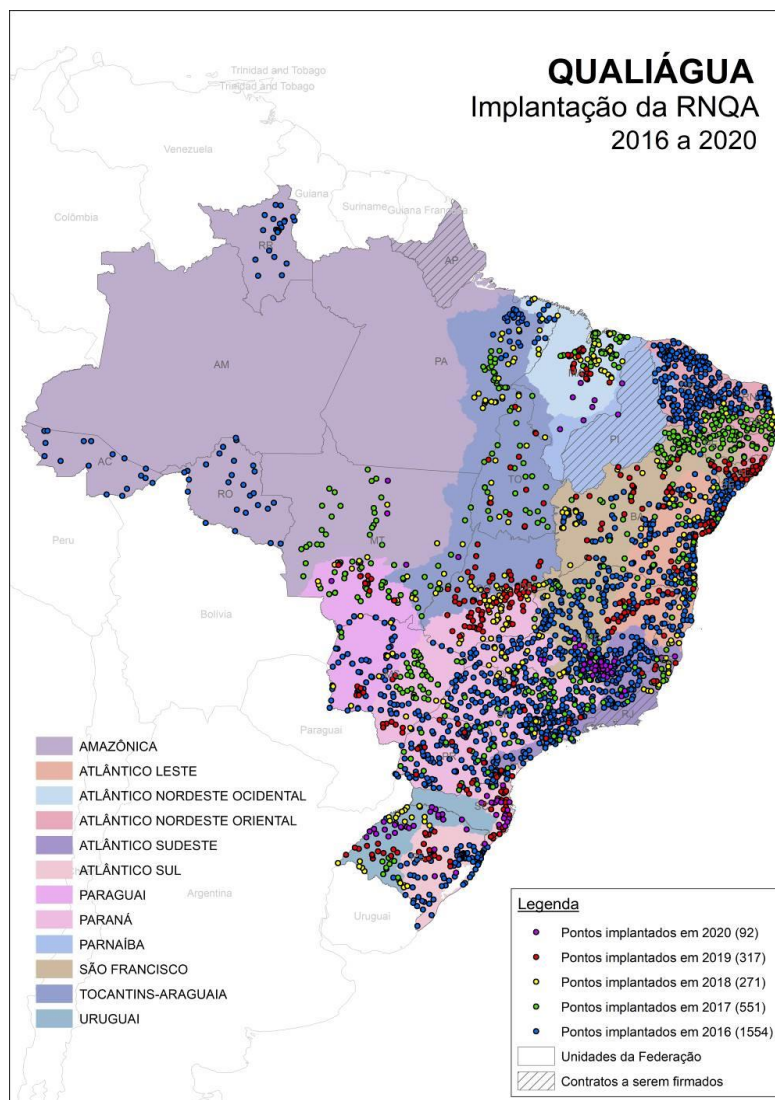 QUALIÁGUA
Implantação da RNQA
2016 a 2020
Trinidad and Tobago
Trinidad and Tobago
Venezuela
Guiana
Suriname
Guiana Francesa
Colômbia
RR
AP
AM
PA
RN
PI
AC
TO
RO
BA
Peru
MT
Bolívia
Paraguai
RJ
PR
Argentina
Uruguai
AMAZÔNICA
ATLÂNTICO LESTE
ATLÂNTICO NORDESTE OCIDENTAL
ATLÂNTICO NORDESTE ORIENTAL
ATLÂNTICO SUDESTE
ATLÂNTICO SUL
PARAGUAI
PARANÁ
PARNAÍBA
SÃO FRANCISCO
TOCANTINS-ARAGUAIA
URUGUAI
Legenda
Pontos implantados em 2020 (92)
Pontos implantados em 2019 (317)
Pontos implantados em 2018 (271)
Pontos implantados em 2017 (551)
Pontos implantados em 2016 (1554)
Unidades da Federação
Contratos a serem firmados